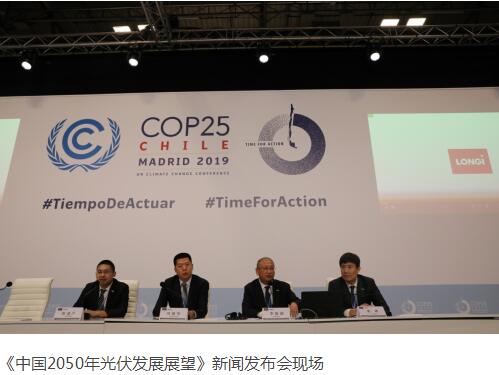 COP25
CHILE
MADRID 2019
UN CLIMATE CHANGE CONFERENCE
TIME FOR ACTION
LONGi
#TiempoDeActuar
#TimeForAction
《中国2050年光伏发展展望》新闻发布会现场